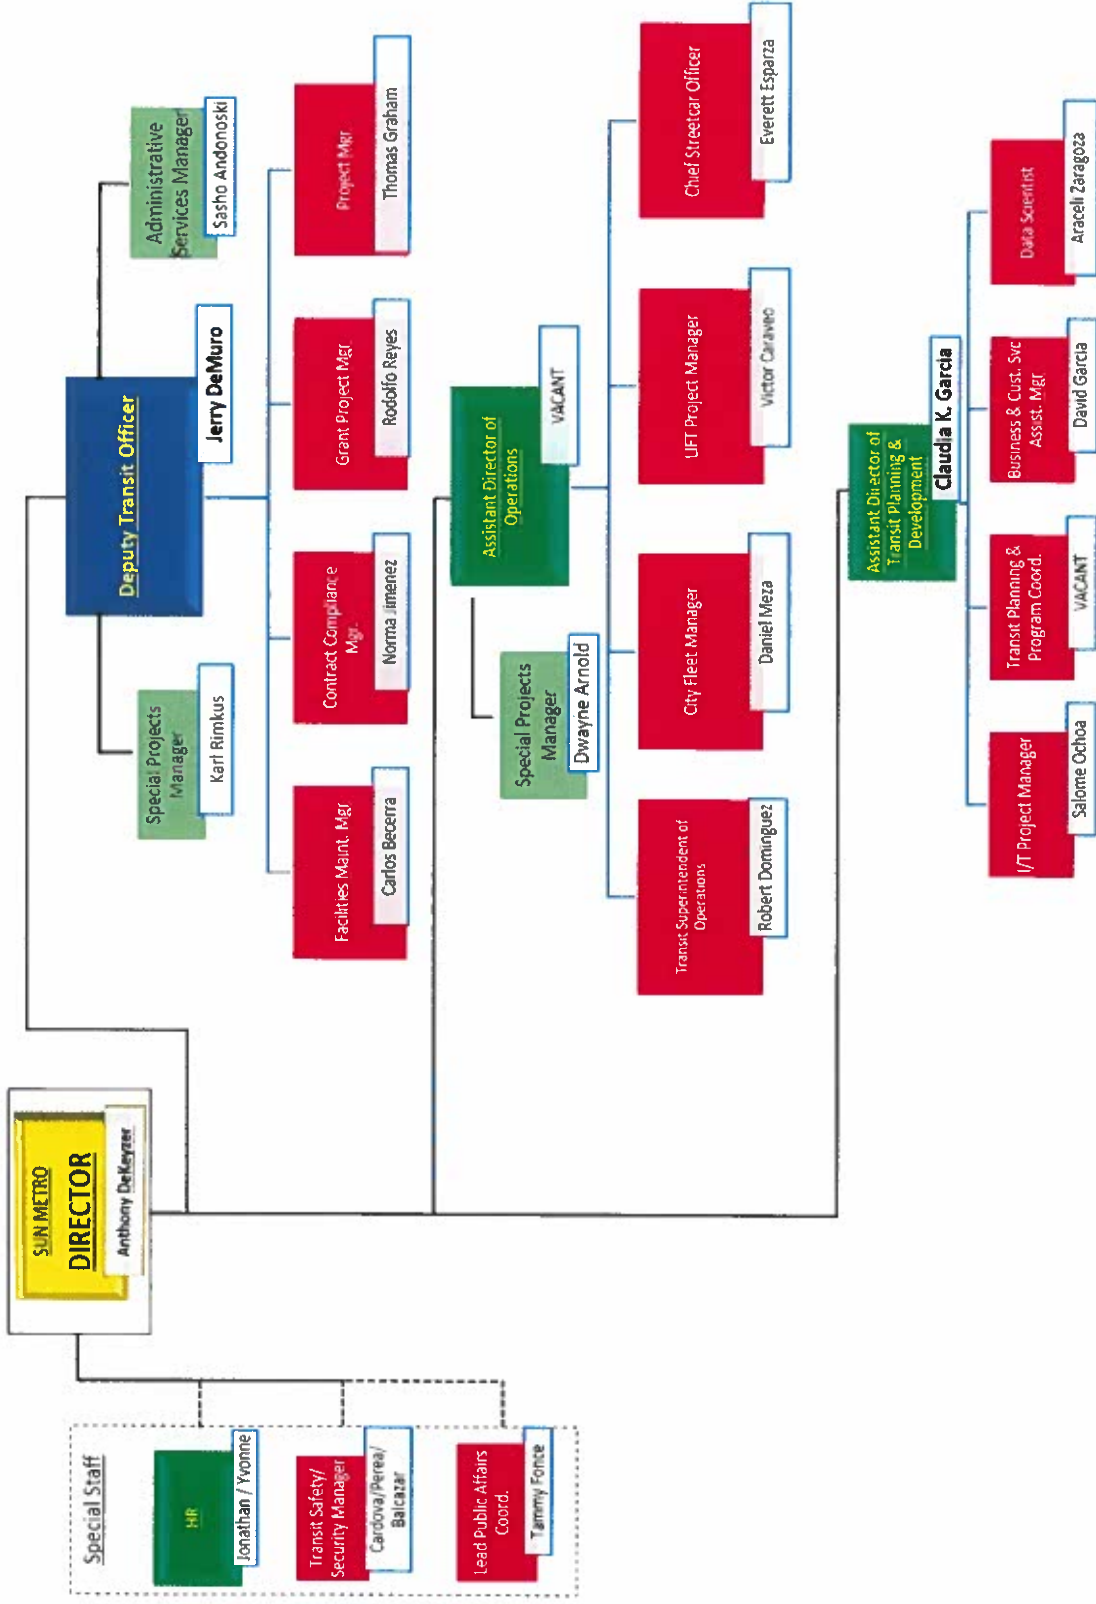 SUN METRO
DIRECTOR
Anthony DeKeyzer
Special Staff
HR
Jonathan / Yvonne
Transit Safety/
Security Manager
Cardova/Perea/
Balcazar
Lead Public Affairs
Coord.
Tammy Fonce
Deputy Transit Officer
Jerry DeMuro
Special Projects
Manager
Karl Rimkus
Administrative
Services Manager
Sasho Andonoski
Facilities Maint. Mgr
Carlos Becerra
Contract Compliance
Mgr.
Norma Jimenez
Grant Project Mgr
Rodolfo Reyes
Project Mgr
Thomas Graham
Assistant Director of
Operations
VACANT
Special Projects
Manager
Dwayne Arnold
Transit Superintendent of
Operations
Robert Dominguez
City Fleet Manager
Daniel Meza
LIFT Project Manager
Victor Caraveo
Chief Streetcar Officer
Everett Esparza
Assistant Director of
Transit Planning &
Development
Claudia K. Garcia
I/T Project Manager
Salome Ochoa
Transit Planning &
Program Coord.
VACANT
Business & Cust. Svc
Assist. Mgr
David Garcia
Data Scientist
Araceli Zaragoza